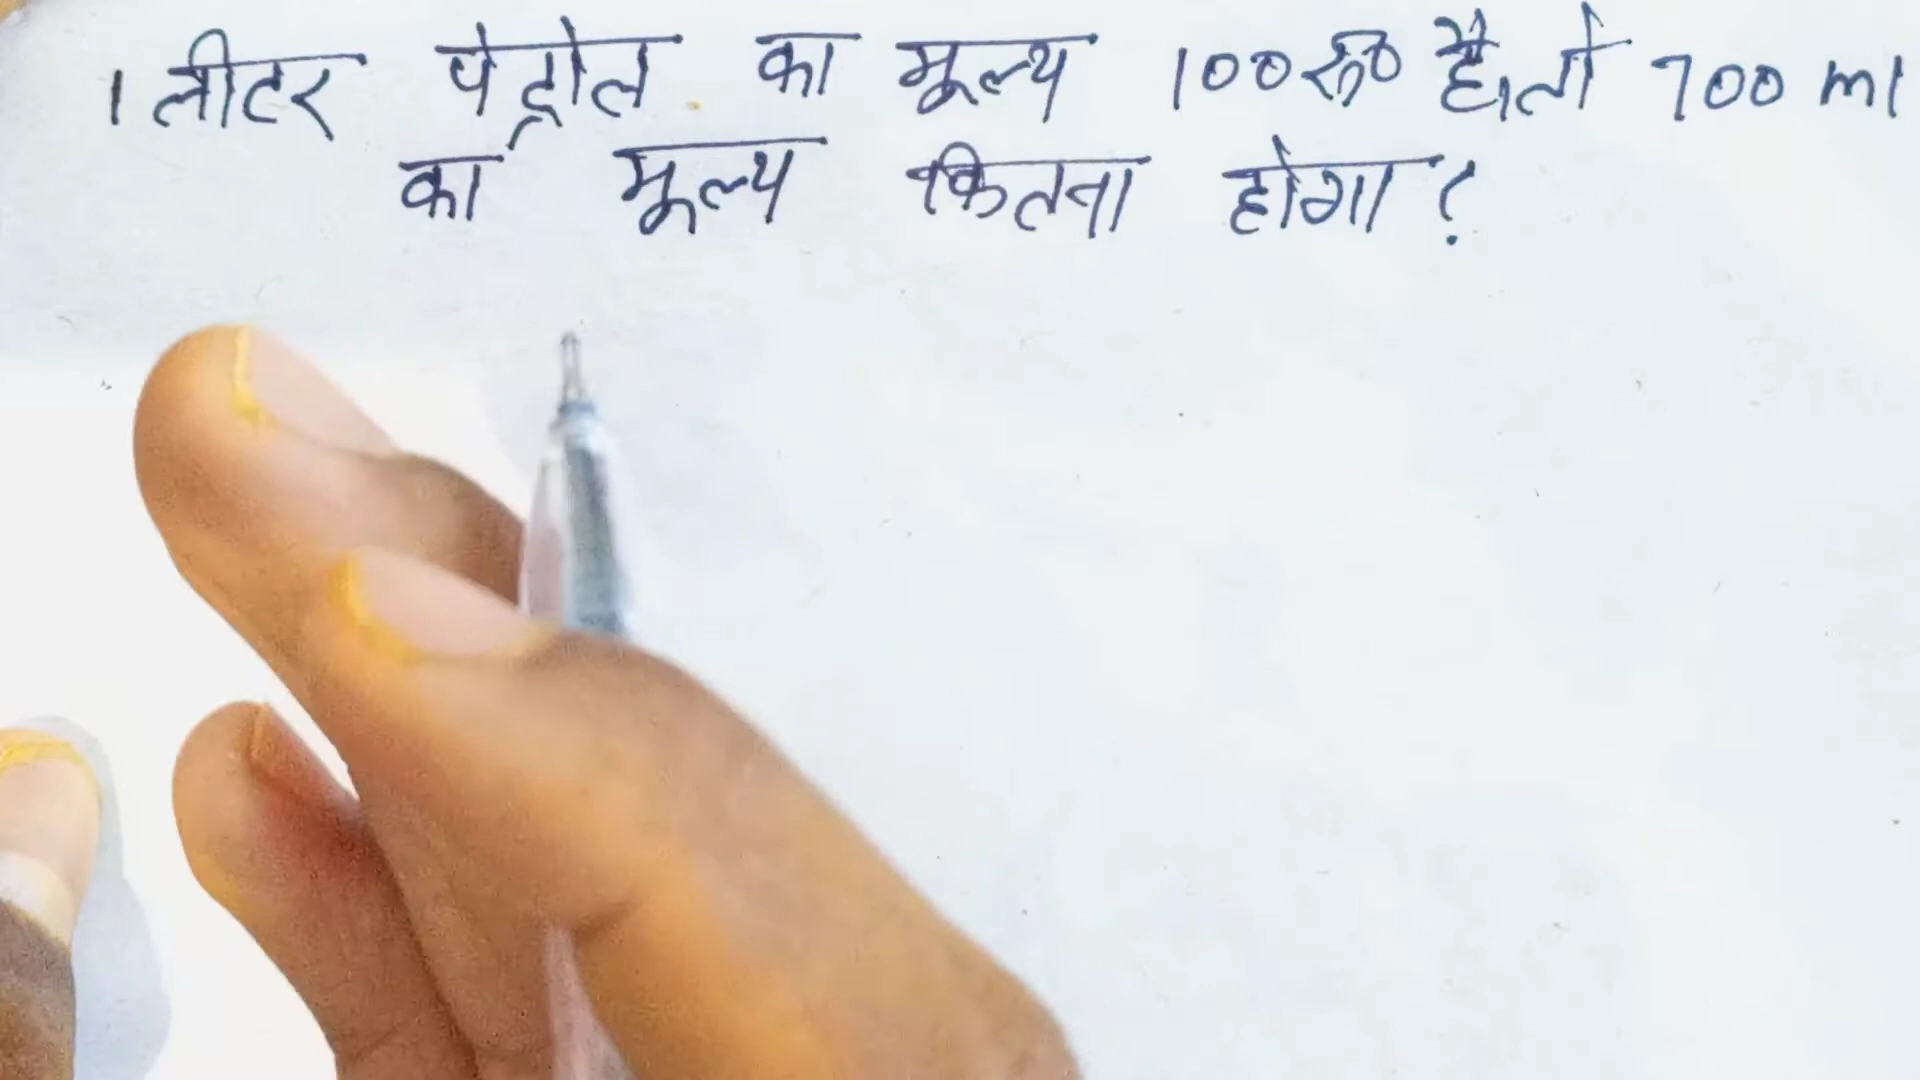 1 लीटर पेट्रोल का मूल्य 100रु० है, तो 700 ml
का मूल्य कितना होगा?